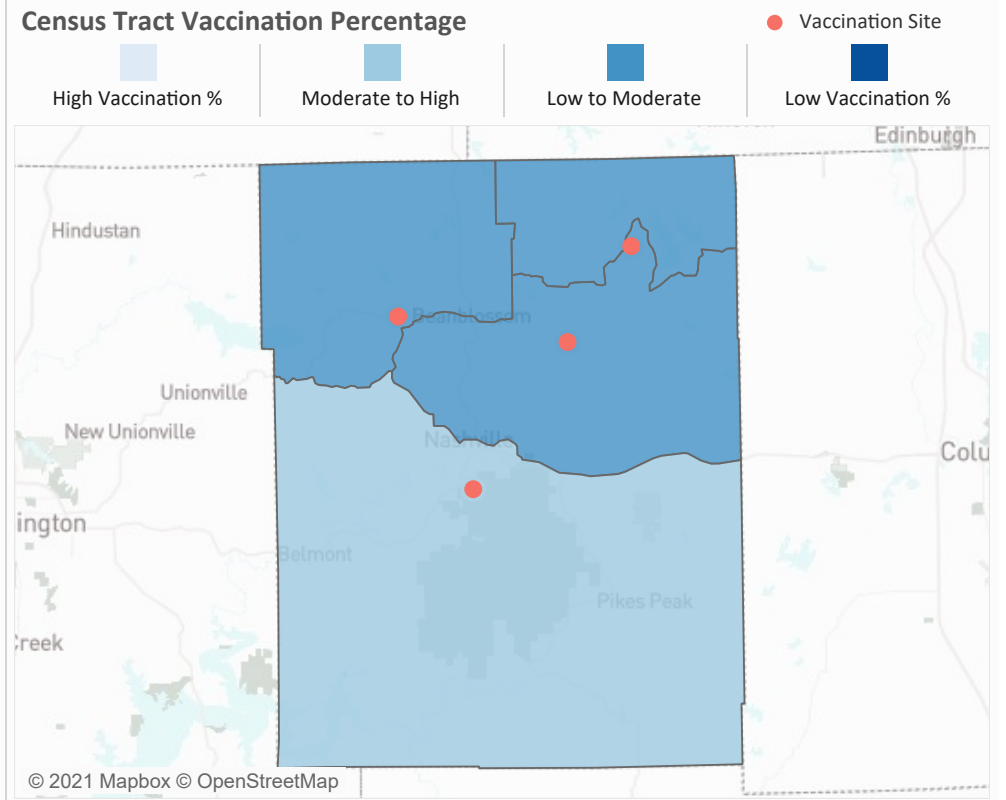 Census Tract Vaccination Percentage
Vaccination Site
High Vaccination %
Moderate to High
Low to Moderate
Low Vaccination %
Edinburgh
Hindustan
Beanblossom
Unionville
New Unionville
Nashville
Colu
ington
Belmont
Pikes Peak
Creek
© 2021 Mapbox © OpenStreetMap